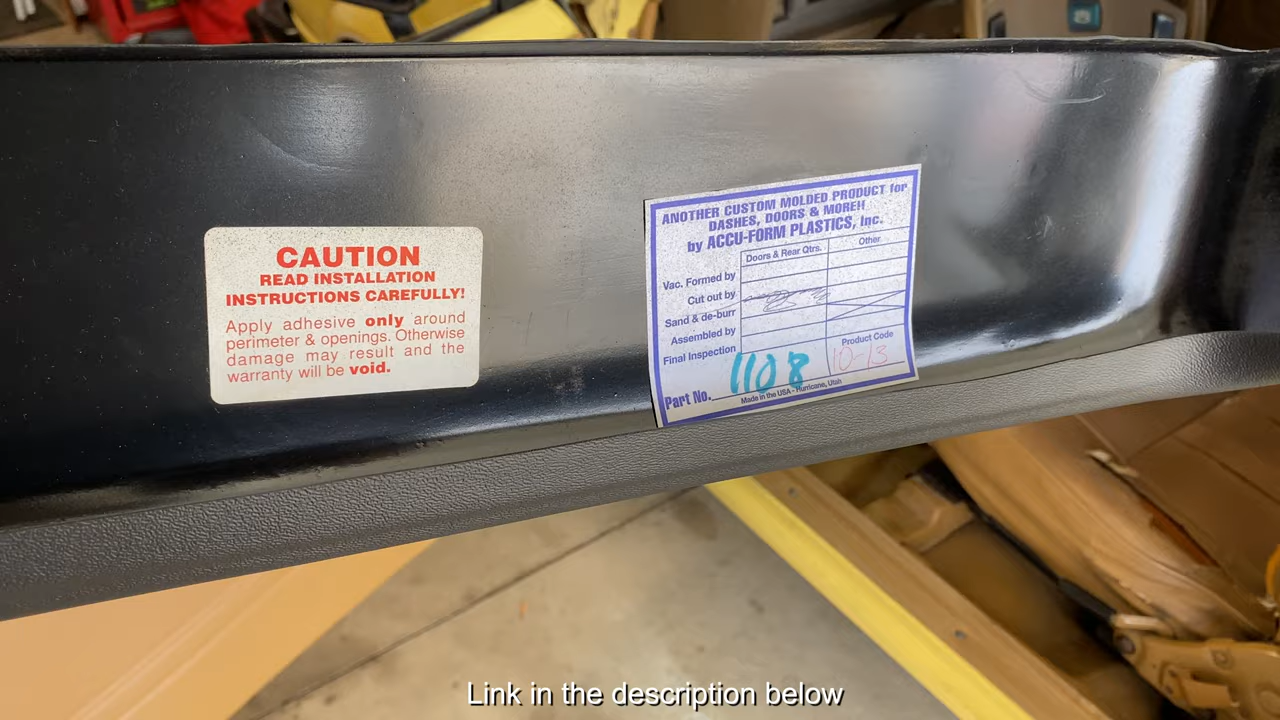 CAUTION
READ INSTALLATION
INSTRUCTIONS CAREFULLY!
Apply adhesive only around
perimeter & openings. Otherwise
damage may result and the
warranty will be void.
ANOTHER CUSTOM MOLDED PRODUCT for
DASHES, DOORS & MORE!!
by ACCU-FORM PLASTICS, Inc.
Doors & Rear Qtrs. Other
Vac. Formed by
Cut out by
Sand & de-burr
Assembled by
Final Inspection
Product Code
Part No. 1108 10-13
Made in the USA - Hurricane, Utah
Link in the description below